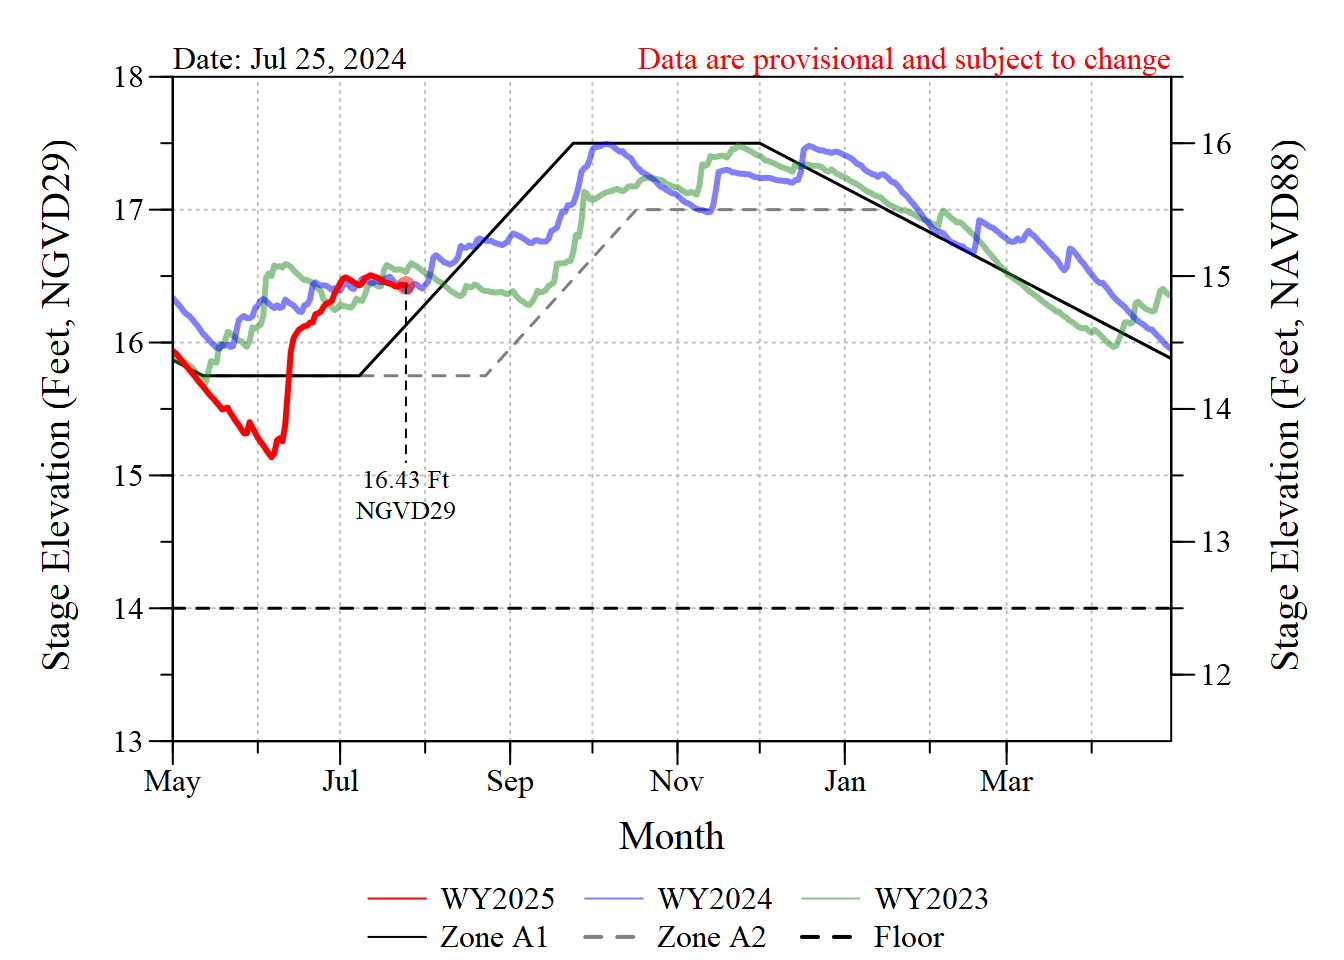 Date: Jul 25, 2024
Data are provisional and subject to change
18
17
16
15
14
13
Stage Elevation (Feet, NGVD29)
16
15
14
13
12
Stage Elevation (Feet, NAVD88)
16.43 Ft
NGVD29
May Jul Sep Nov Jan Mar
Month
WY2025 WY2024 WY2023
Zone A1 Zone A2 Floor